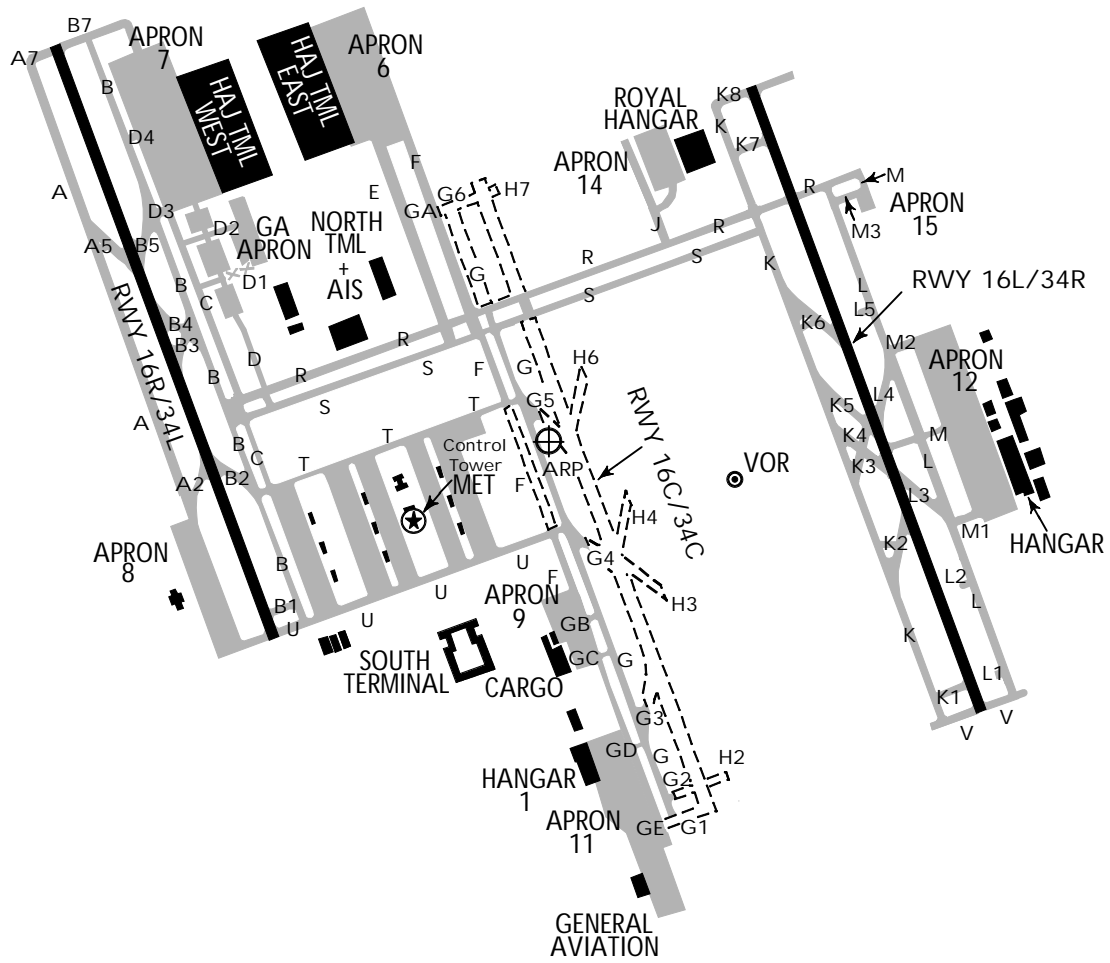 B7
A7
APRON
7
B
D4
HAJ TML
WEST
HAJ TML
EAST
APRON
6
F
E
A
D3
D2
GA
APRON
NORTH
TML
+
AIS
GA
G6
H7
G
A5
B5
B
C
D1
RWY 16R/34L
B4
B3
B
D
R
R
S
S
F
T
T
ROYAL
HANGAR
APRON
14
J
R
S
R
K8
K
K7
R
M
APRON
15
M3
K
L
L5
RWY 16L/34R
K6
M2
APRON
12
K5
L4
K4
M
K3
L
L3
M1
HANGAR
K2
L2
L
K
K1
L1
V
V
G
H6
G5
ARP
RWY 16C/34C
VOR
A
B
C
T
A2
B2
Control
Tower
MET
F
H4
G4
H3
APRON
8
B
B1
U
U
U
U
F
APRON
9
GB
GC
G
SOUTH
TERMINAL
CARGO
G3
GD
G
H2
G2
HANGAR
1
APRON
11
GE
G1
GENERAL
AVIATION